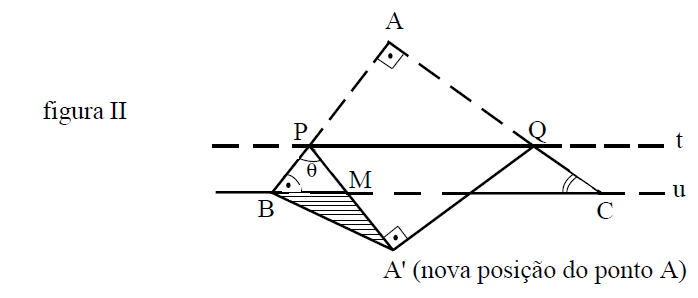 A
figura II
P
Q
t
θ
M
u
B
C
A' (nova posição do ponto A)